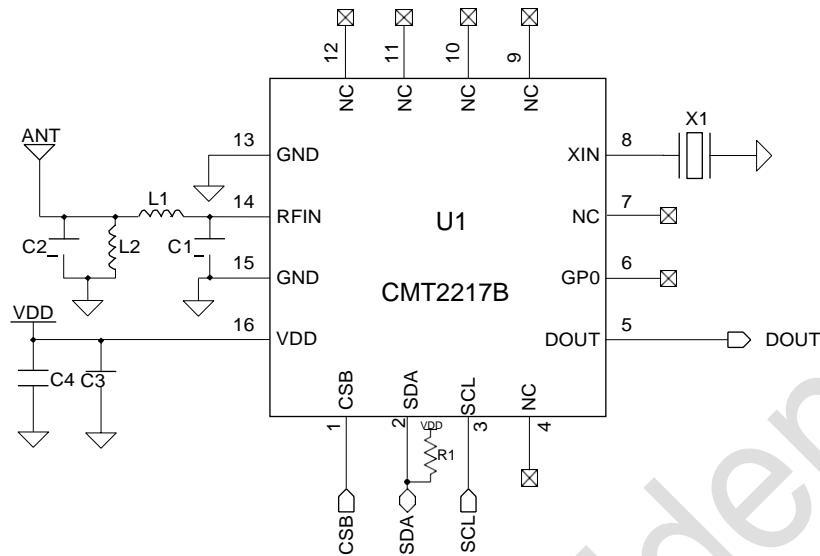 12
11
10
9
NC
NC
NC
NC
ANT
13
GND
XIN
8
X1
L1
14
RFIN
NC
7
C2
L2
C1
U1
15
GND
GP0
6
CMT2217B
VDD
16
VDD
DOUT
5
DOUT
C4
C3
CSB
SDA
SCL
NC
1
2
3
4
VDD
R1
CSB
SDA
SCL